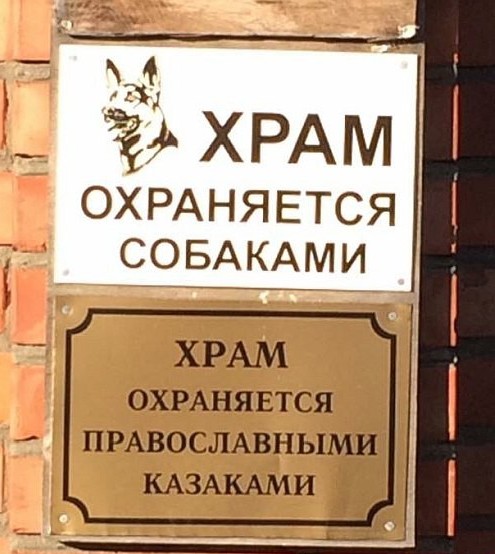 ХРАМ
ОХРАНЯЕТСЯ
СОБАКАМИ
ХРАМ
ОХРАНЯЕТСЯ
ПРАВОСЛАВНЫМИ
КАЗАКАМИ